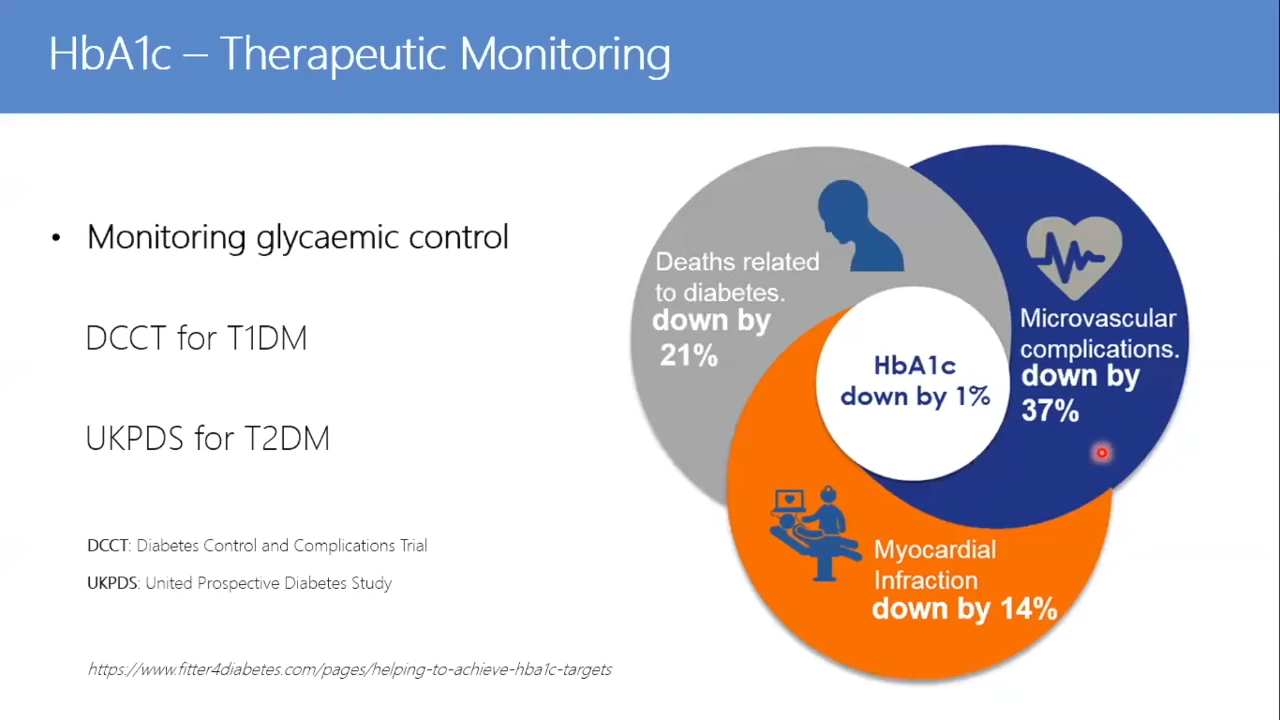 HbA1c – Therapeutic Monitoring
• Monitoring glycaemic control
DCCT for T1DM
UKPDS for T2DM
DCCT: Diabetes Control and Complications Trial
UKPDS: United Prospective Diabetes Study
https://www.fitter4diabetes.com/pages/helping-to-achieve-hba1c-targets
Deaths related
to diabetes.
down by
21%
HbA1c
down by 1%
Microvascular
complications.
down by
37%
Myocardial
Infraction
down by 14%